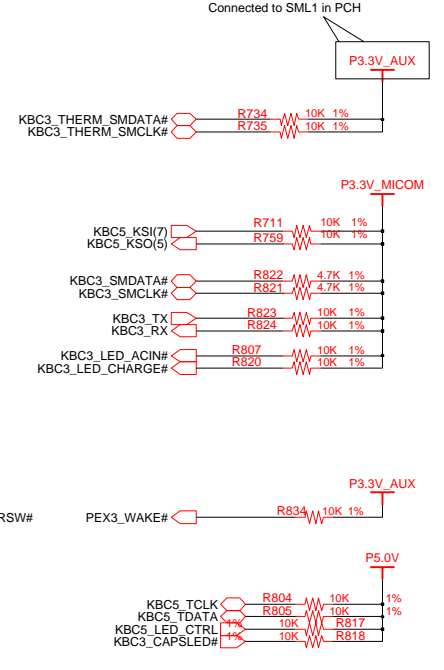 Connected to SML1 in PCH
P3.3V_AUX
KBC3_THERM_SMDATA# R734 10K 1%
KBC3_THERM_SMCLK# R735 10K 1%
P3.3V_MICOM
KBC5_KSI(7) R711 10K 1%
KBC5_KSO(5) R759 10K 1%
KBC3_SMDATA# R822 4.7K 1%
KBC3_SMCLK# R821 4.7K 1%
KBC3_TX R823 10K 1%
KBC3_RX R824 10K 1%
KBC3_LED_ACIN# R807 10K 1%
KBC3_LED_CHARGE# R820 10K 1%
P3.3V_AUX
RSW# PEX3_WAKE# R834 10K 1%
P5.0V
KBC5_TCLK R804 10K 1%
KBC5_TDATA R805 10K 1%
KBC5_LED_CTRL 1% 10K R817
KBC3_CAPSLED# 1% 10K R818